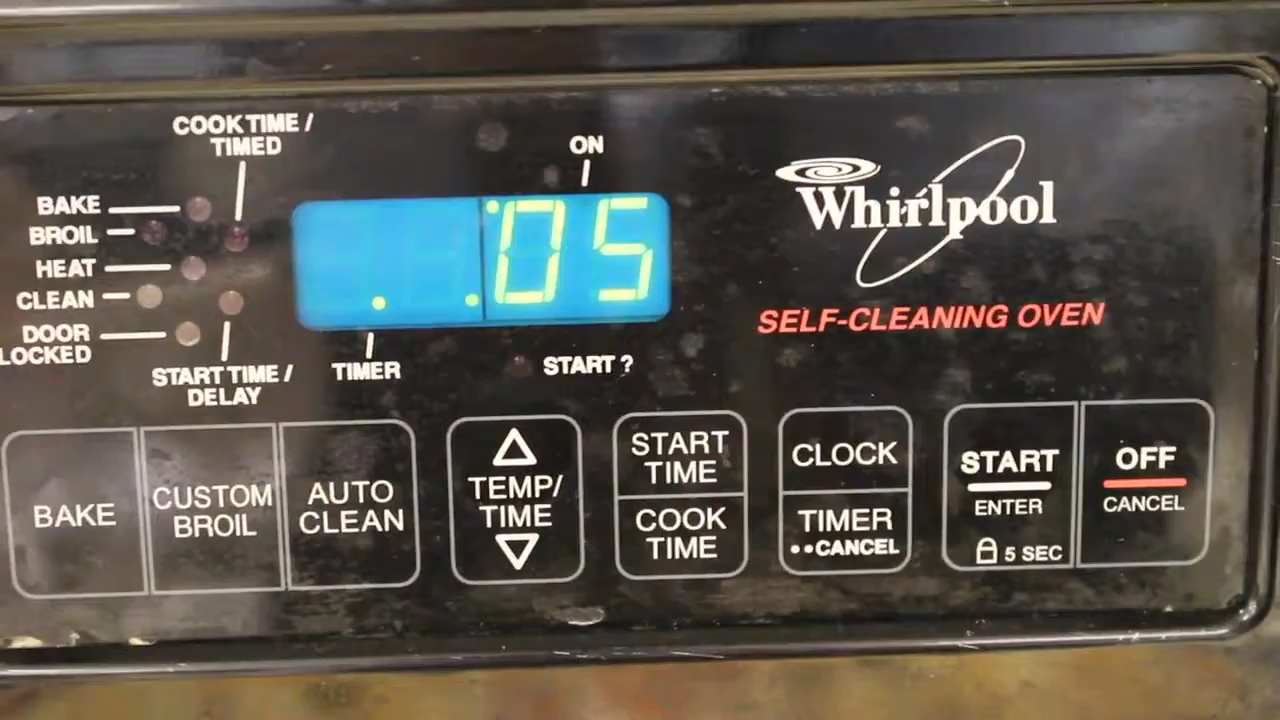 COOK TIME /
TIMED
ON
BAKE
BROIL
HEAT
CLEAN
DOOR
LOCKED
START TIME /
DELAY
. .05
TIMER
START ?
Whirlpool
SELF-CLEANING OVEN
BAKE
CUSTOM
BROIL
AUTO
CLEAN
TEMP/
TIME
START
TIME
COOK
TIME
CLOCK
TIMER
••CANCEL
START
ENTER
5 SEC
OFF
CANCEL